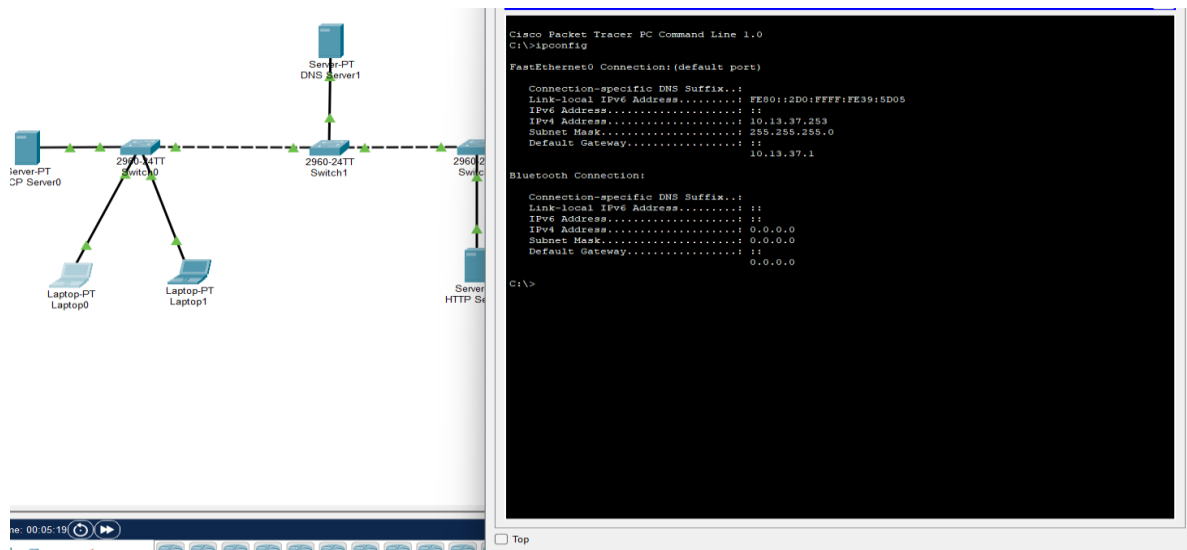 Server-PT
DNS Server1
2960-24TT
Switch0
2960-24TT
Switch1
2960-2
Switc
Server-PT
CP Server0
Laptop-PT
Laptop0
Laptop-PT
Laptop1
Server
HTTP Se
ne: 00:05:19
Cisco Packet Tracer PC Command Line 1.0
C:\>ipconfig
FastEthernet0 Connection:(default port)
Connection-specific DNS Suffix..:
Link-local IPv6 Address.........: FE80::2D0:FFFF:FE39:5D05
IPv6 Address....................: ::
IPv4 Address....................: 10.13.37.253
Subnet Mask.....................: 255.255.255.0
Default Gateway.................: ::
10.13.37.1
Bluetooth Connection:
Connection-specific DNS Suffix..:
Link-local IPv6 Address.........: ::
IPv6 Address....................: ::
IPv4 Address....................: 0.0.0.0
Subnet Mask.....................: 0.0.0.0
Default Gateway.................: ::
0.0.0.0
C:\>
Top